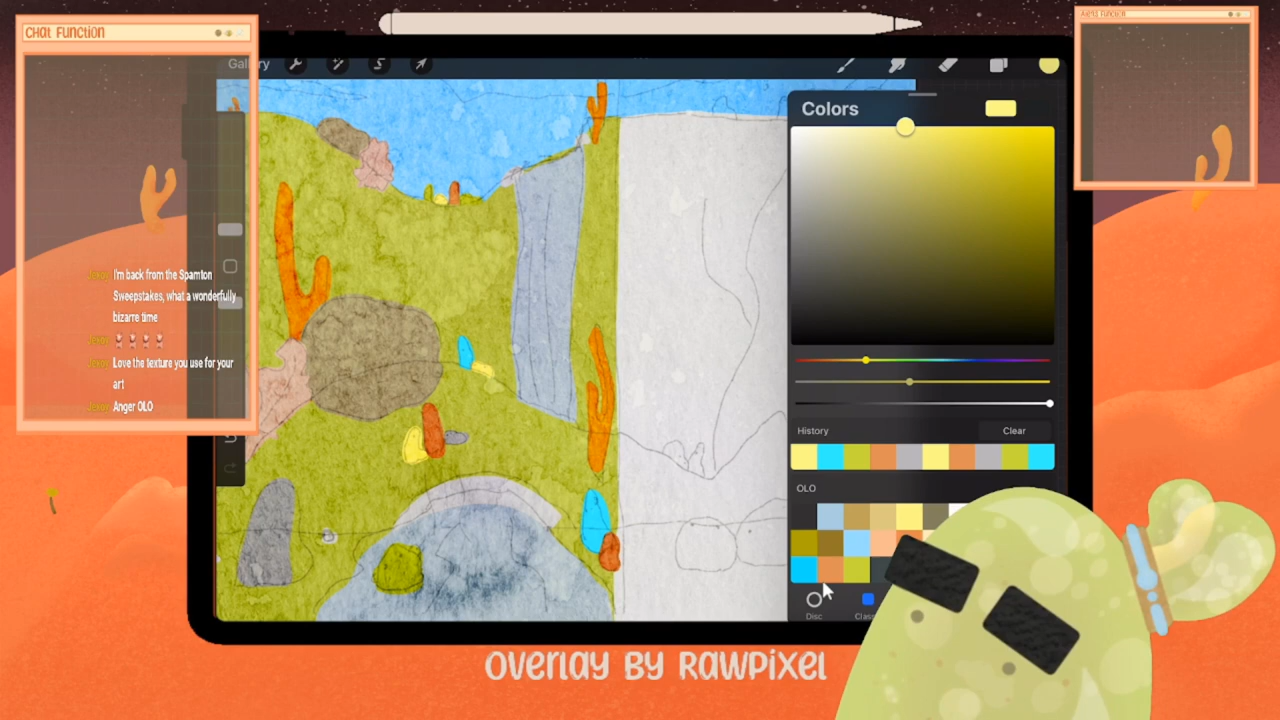 CHat FUNCTION
Gallery
Colors
Jekoy I'm back from the Spamton
Sweepstakes, what a wonderfully
bizarre time
Love the texture you use for your
art
Anger OLO
History
Clear
OLO
Disc
Overlay by Rawpixel